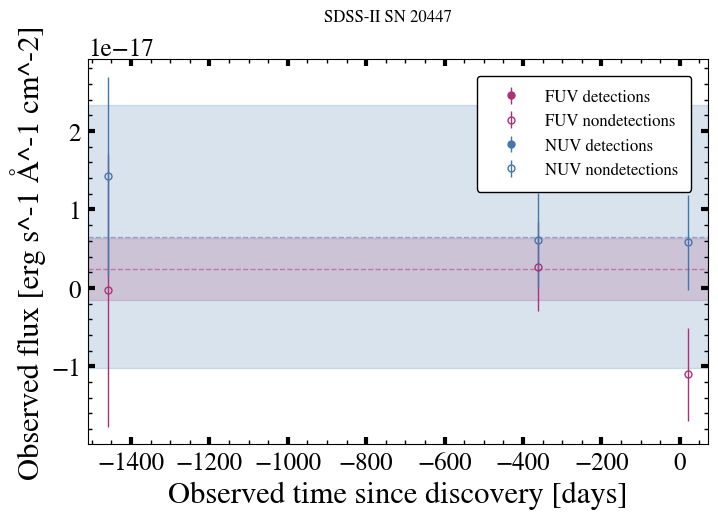 SDSS-II SN 20447
1e−17
FUV detections
FUV nondetections
NUV detections
NUV nondetections
2
1
0
−1
Observed flux [erg s^-1 Å^-1 cm^-2]
−1400 −1200 −1000 −800 −600 −400 −200 0
Observed time since discovery [days]